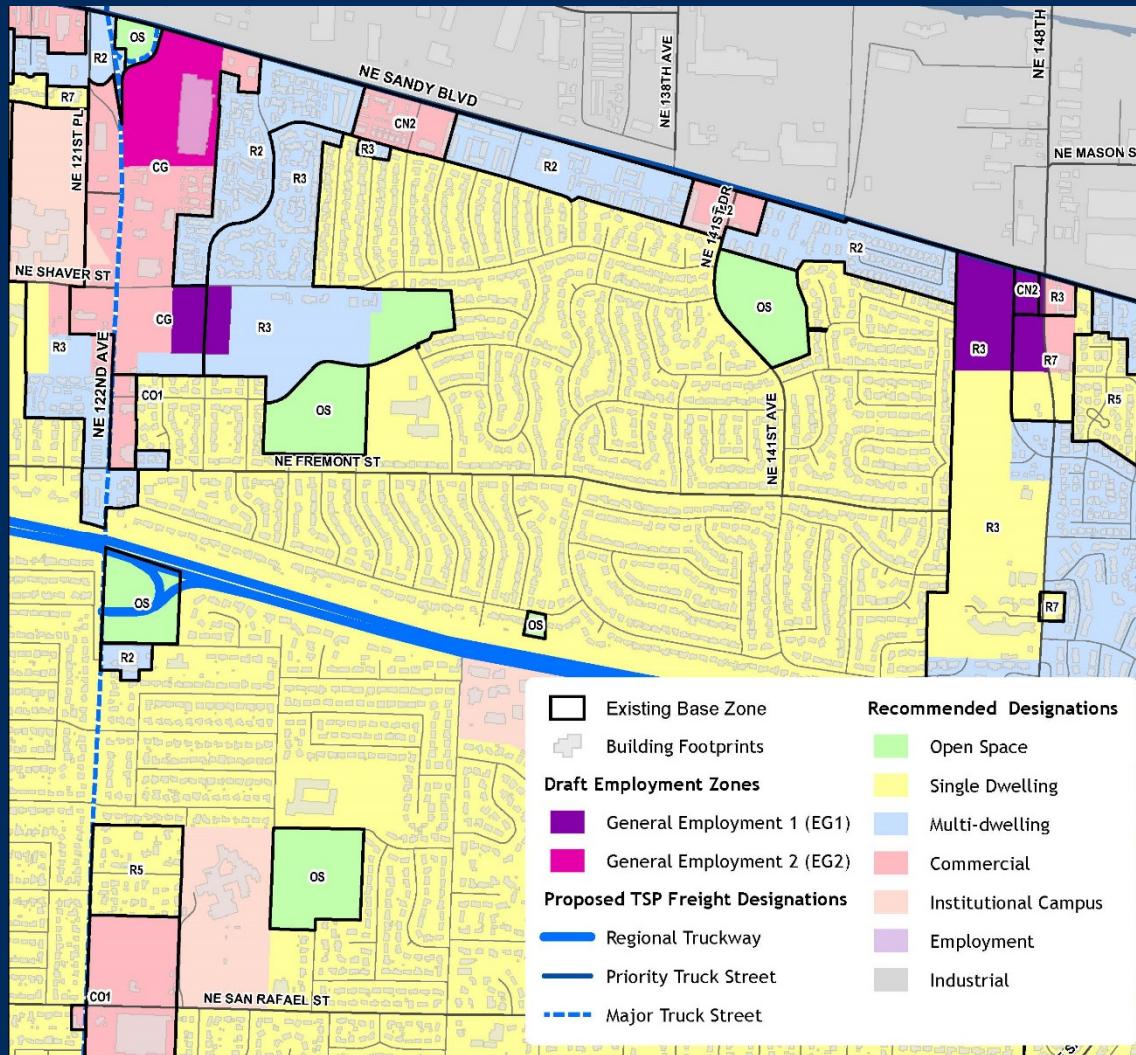 OS
R2
R7
NE 121ST PL
CG
R2
R3
NE SANDY BLVD
CN2
R3
R2
NE 138TH AVE
NE 148TH
NE MASON S
NE 141ST DR
R2
OS
NE SHAVER ST
CG
R3
R3
NE 122ND AVE
CO1
OS
NE FREMONT ST
NE 141ST AVE
CN2
R3
R3
R7
R5
R3
R7
OS
OS
R2
R5
OS
CO1
NE SAN RAFAEL ST
Existing Base Zone
Building Footprints
Draft Employment Zones
General Employment 1 (EG1)
General Employment 2 (EG2)
Proposed TSP Freight Designations
Regional Truckway
Priority Truck Street
Major Truck Street
Recommended Designations
Open Space
Single Dwelling
Multi-dwelling
Commercial
Institutional Campus
Employment
Industrial